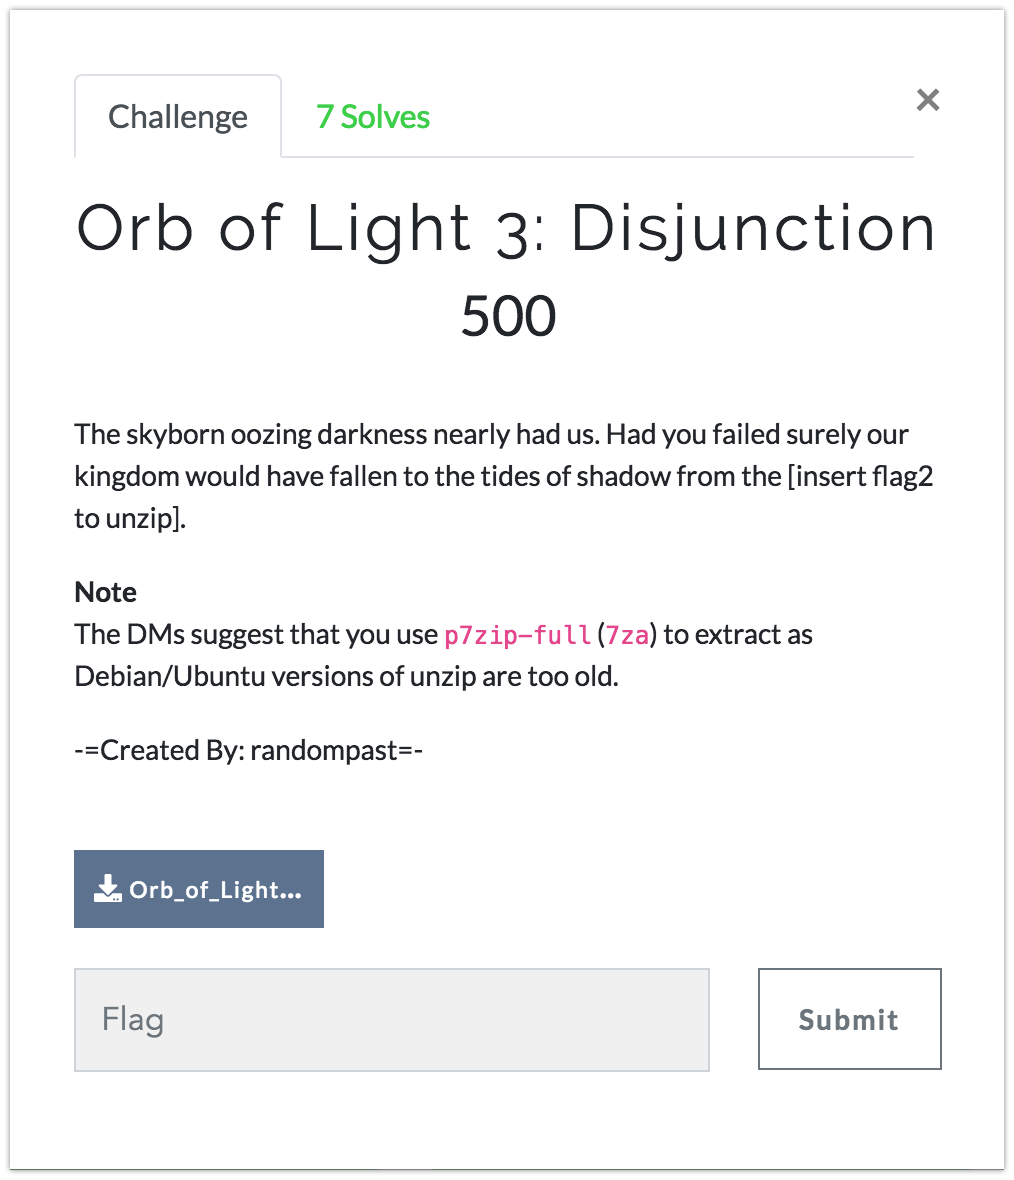 Challenge
7 Solves
×
Orb of Light 3: Disjunction
500
The skyborn oozing darkness nearly had us. Had you failed surely our
kingdom would have fallen to the tides of shadow from the [insert flag2
to unzip].
Note
The DMs suggest that you use p7zip-full (7za) to extract as
Debian/Ubuntu versions of unzip are too old.
-=Created By: randompast=-
Orb_of_Light...
Flag
Submit